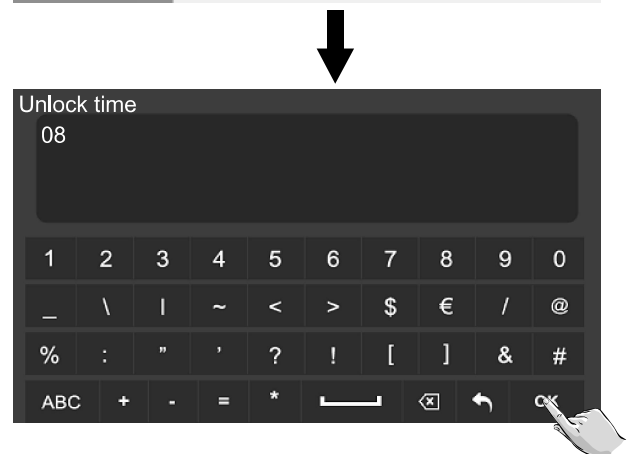 Unlock time
08
1 2 3 4 5 6 7 8 9 0
_ \ | ~ < > $ € / @
% : " ' ? ! [ ] & #
ABC + - = * OK